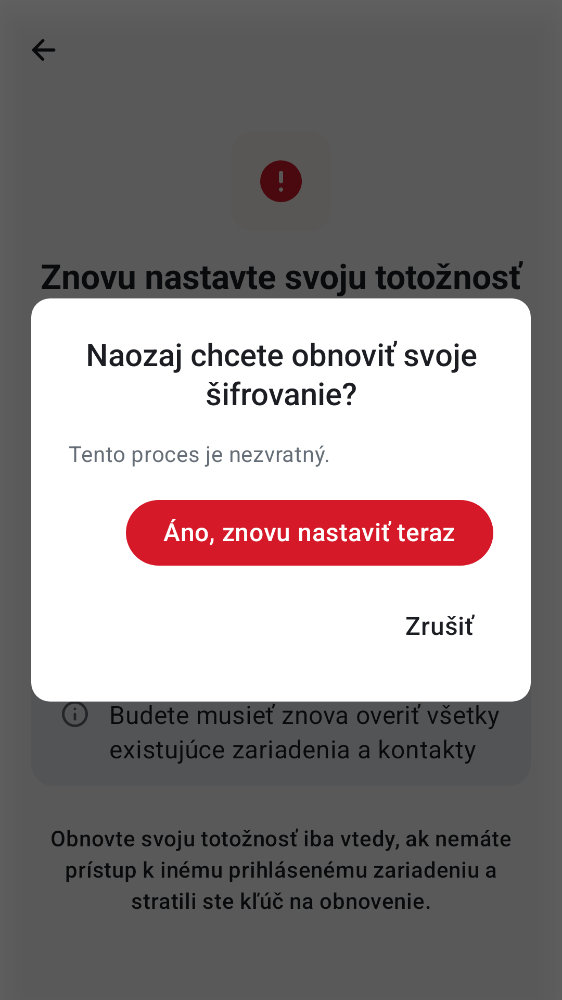 Znovu nastavte svoju totožnosť
Naozaj chcete obnoviť svoje
šifrovanie?
Tento proces je nezvratný.
Áno, znovu nastaviť teraz
Zrušiť
Budete musieť znova overiť všetky
existujúce zariadenia a kontakty
Obnovte svoju totožnosť iba vtedy, ak nemáte
prístup k inému prihlásenému zariadeniu a
stratili ste kľúč na obnovenie.